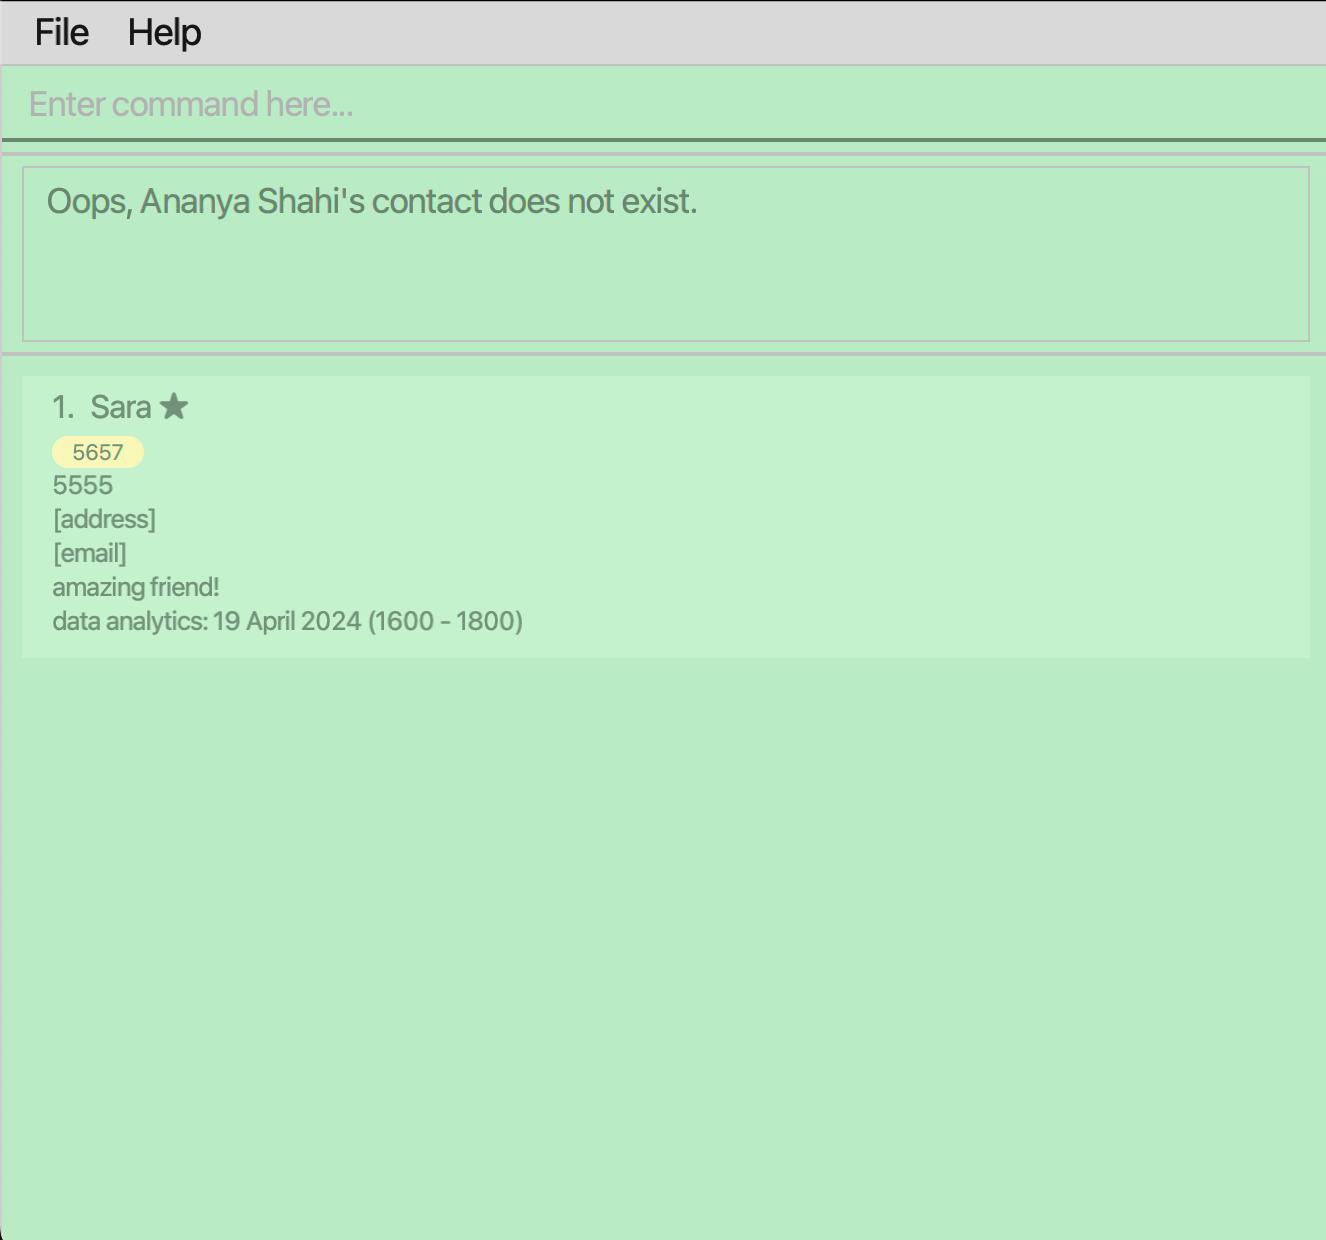 File Help
Enter command here...
Oops, Ananya Shahi's contact does not exist.
1. Sara ★
5657
5555
[address]
[email]
amazing friend!
data analytics: 19 April 2024 (1600 - 1800)